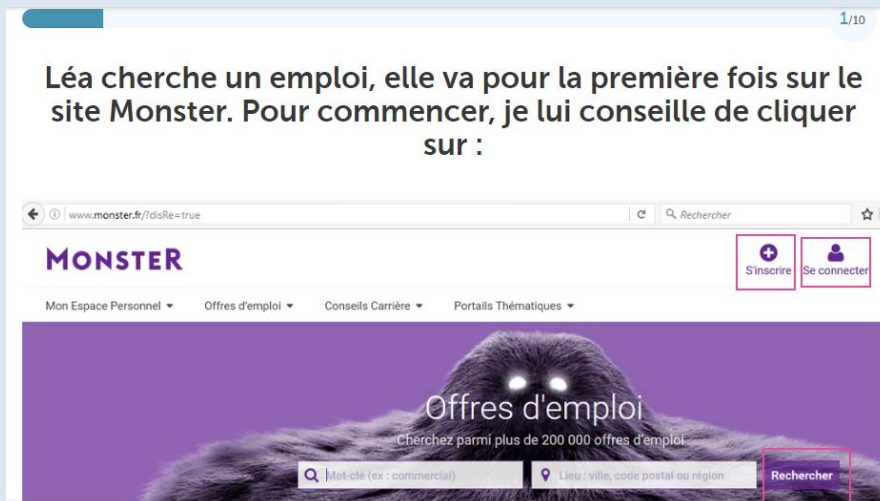 1/10
Léa cherche un emploi, elle va pour la première fois sur le
site Monster. Pour commencer, je lui conseille de cliquer
sur :
www.monster.fr/?disRe=true
Rechercher
MONSTER
S'inscrire
Se connecter
Mon Espace Personnel
Offres d'emploi
Conseils Carrière
Portails Thématiques
Offres d'emploi
Cherchez parmi plus de 200 000 offres d'emploi
Mot-clé (ex : commercial)
Lieu : ville, code postal ou région
Rechercher